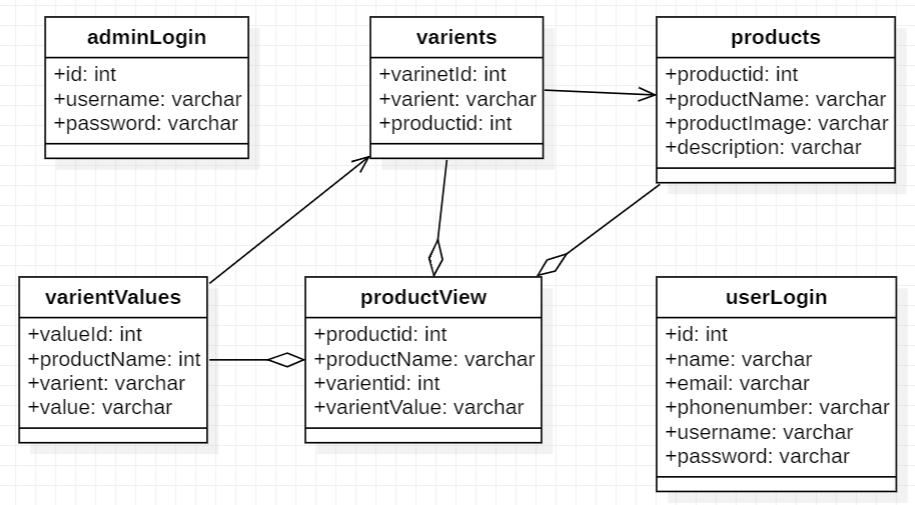 adminLogin
+id: int
+username: varchar
+password: varchar
varients
+varinetId: int
+varient: varchar
+productid: int
products
+productid: int
+productName: varchar
+productImage: varchar
+description: varchar
varientValues
+valueId: int
+productName: int
+varient: varchar
+value: varchar
productView
+productid: int
+productName: varchar
+varientid: int
+varientValue: varchar
userLogin
+id: int
+name: varchar
+email: varchar
+phonenumber: varchar
+username: varchar
+password: varchar